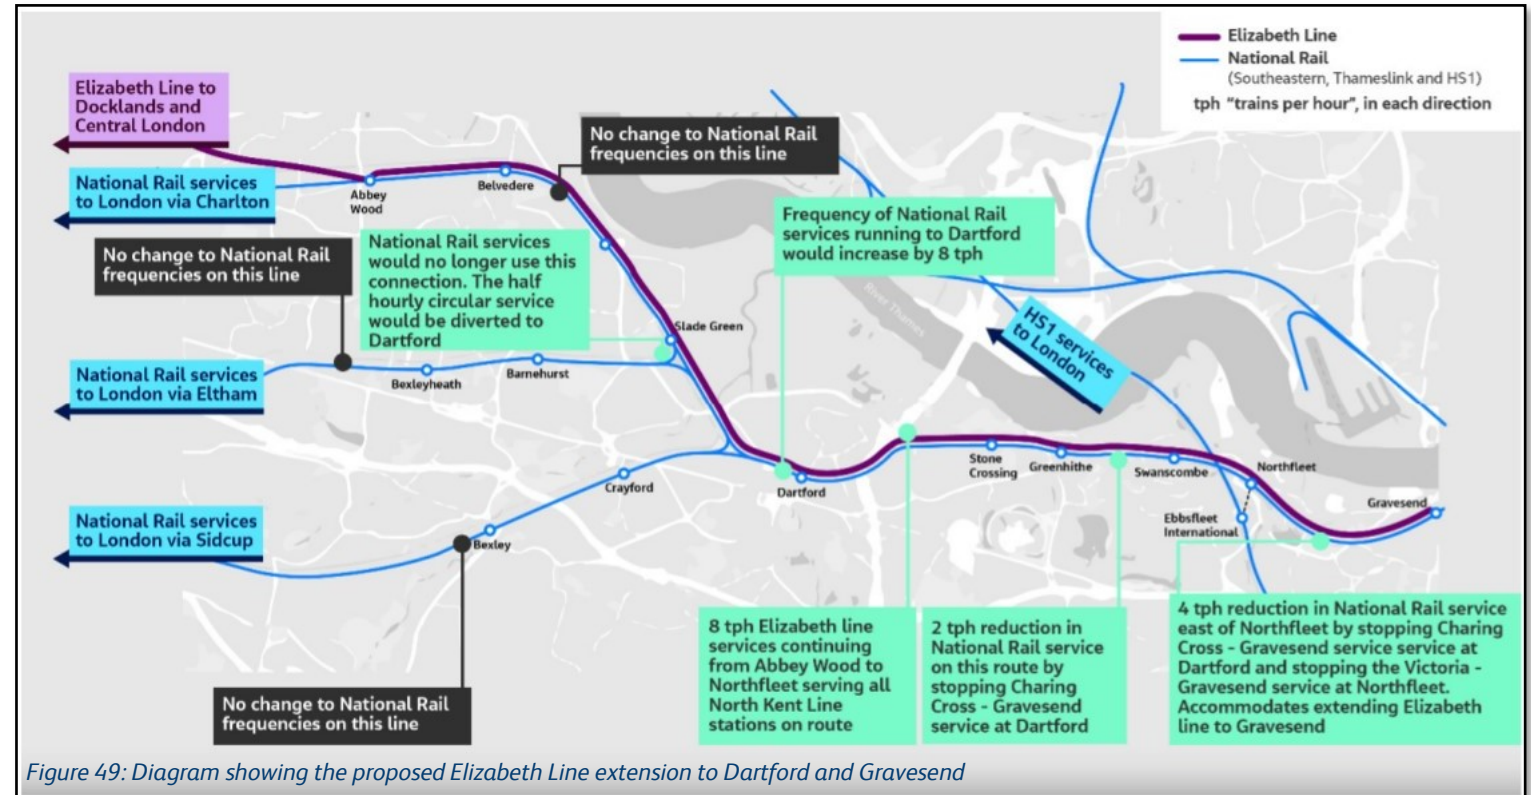 Elizabeth Line
National Rail
(Southeastern, Thameslink and HS1)
tph "trains per hour", in each direction
Elizabeth Line to
Docklands and
Central London
National Rail services
to London via Charlton
No change to National Rail
frequencies on this line
Abbey
Wood
Belvedere
No change to National Rail
frequencies on this line
National Rail services
would no longer use this
connection. The half
hourly circular service
would be diverted to
Dartford
Frequency of National Rail
services running to Dartford
would increase by 8 tph
River Thames
HS1 services
to London
Slade Green
National Rail services
to London via Eltham
Bexleyheath
Barnehurst
National Rail services
to London via Sidcup
Bexley
Crayford
Dartford
Stone
Crossing
Greenhithe
Swanscombe
Northfleet
Ebbsfleet
International
Gravesend
No change to National Rail
frequencies on this line
8 tph Elizabeth line
services continuing
from Abbey Wood to
Northfleet serving all
North Kent Line
stations on route
2 tph reduction in
National Rail service
on this route by
stopping Charing
Cross - Gravesend
service at Dartford
4 tph reduction in National Rail service
east of Northfleet by stopping Charing
Cross - Gravesend service service at
Dartford and stopping the Victoria -
Gravesend service at Northfleet.
Accommodates extending Elizabeth
line to Gravesend
Figure 49: Diagram showing the proposed Elizabeth Line extension to Dartford and Gravesend